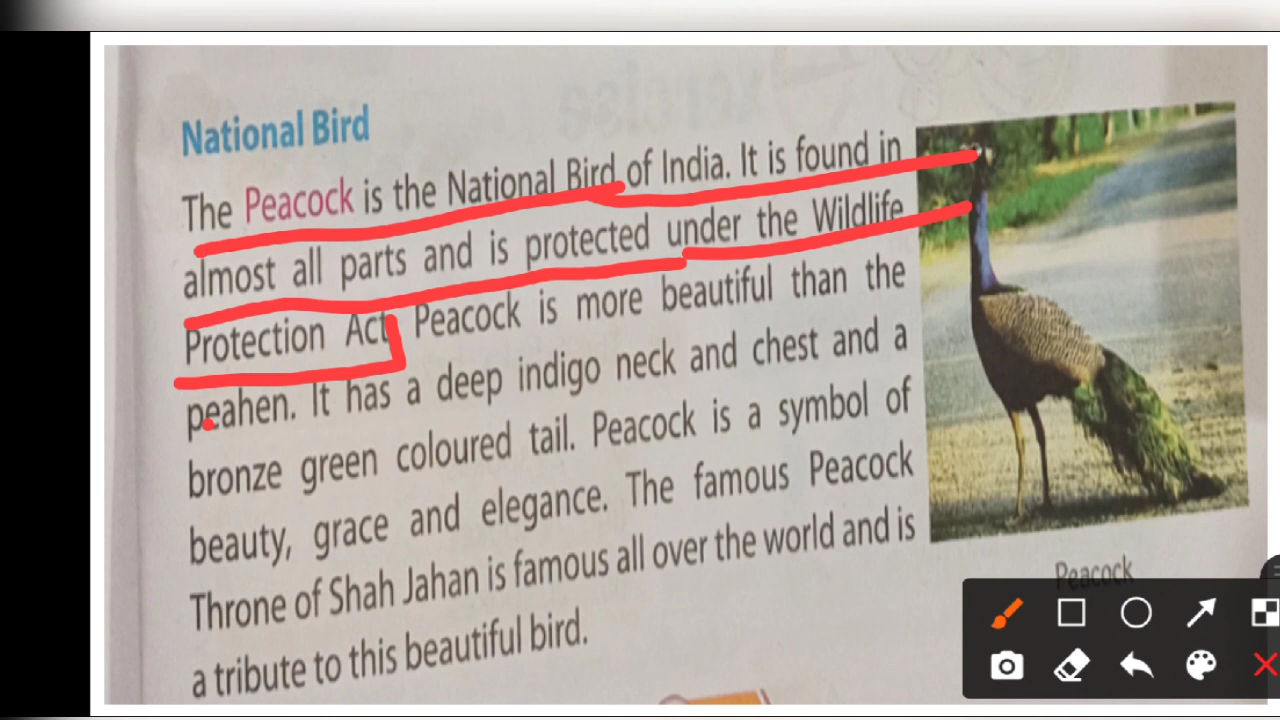 National Bird
The Peacock is the National Bird of India. It is found in
almost all parts and is protected under the Wildlife
Protection Act. Peacock is more beautiful than the
peahen. It has a deep indigo neck and chest and a
bronze green coloured tail. Peacock is a symbol of
beauty, grace and elegance. The famous Peacock
Throne of Shah Jahan is famous all over the world and is
a tribute to this beautiful bird.
Peacock